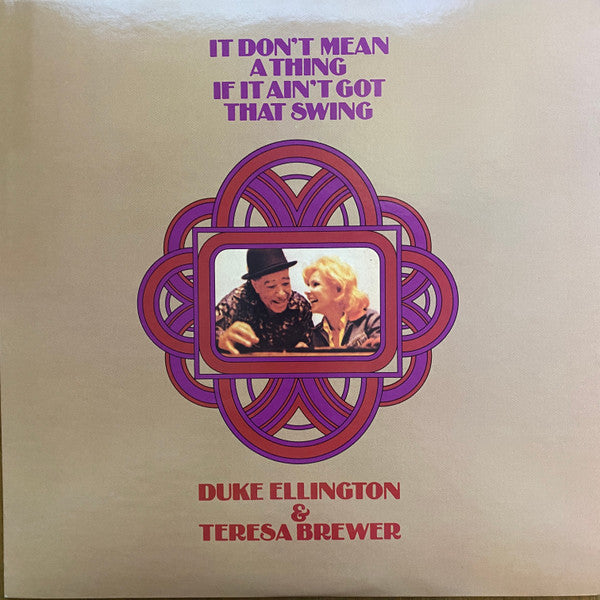 IT DON'T MEAN
A THING
IF IT AIN'T GOT
THAT SWING
DUKE ELLINGTON
&
TERESA BREWER